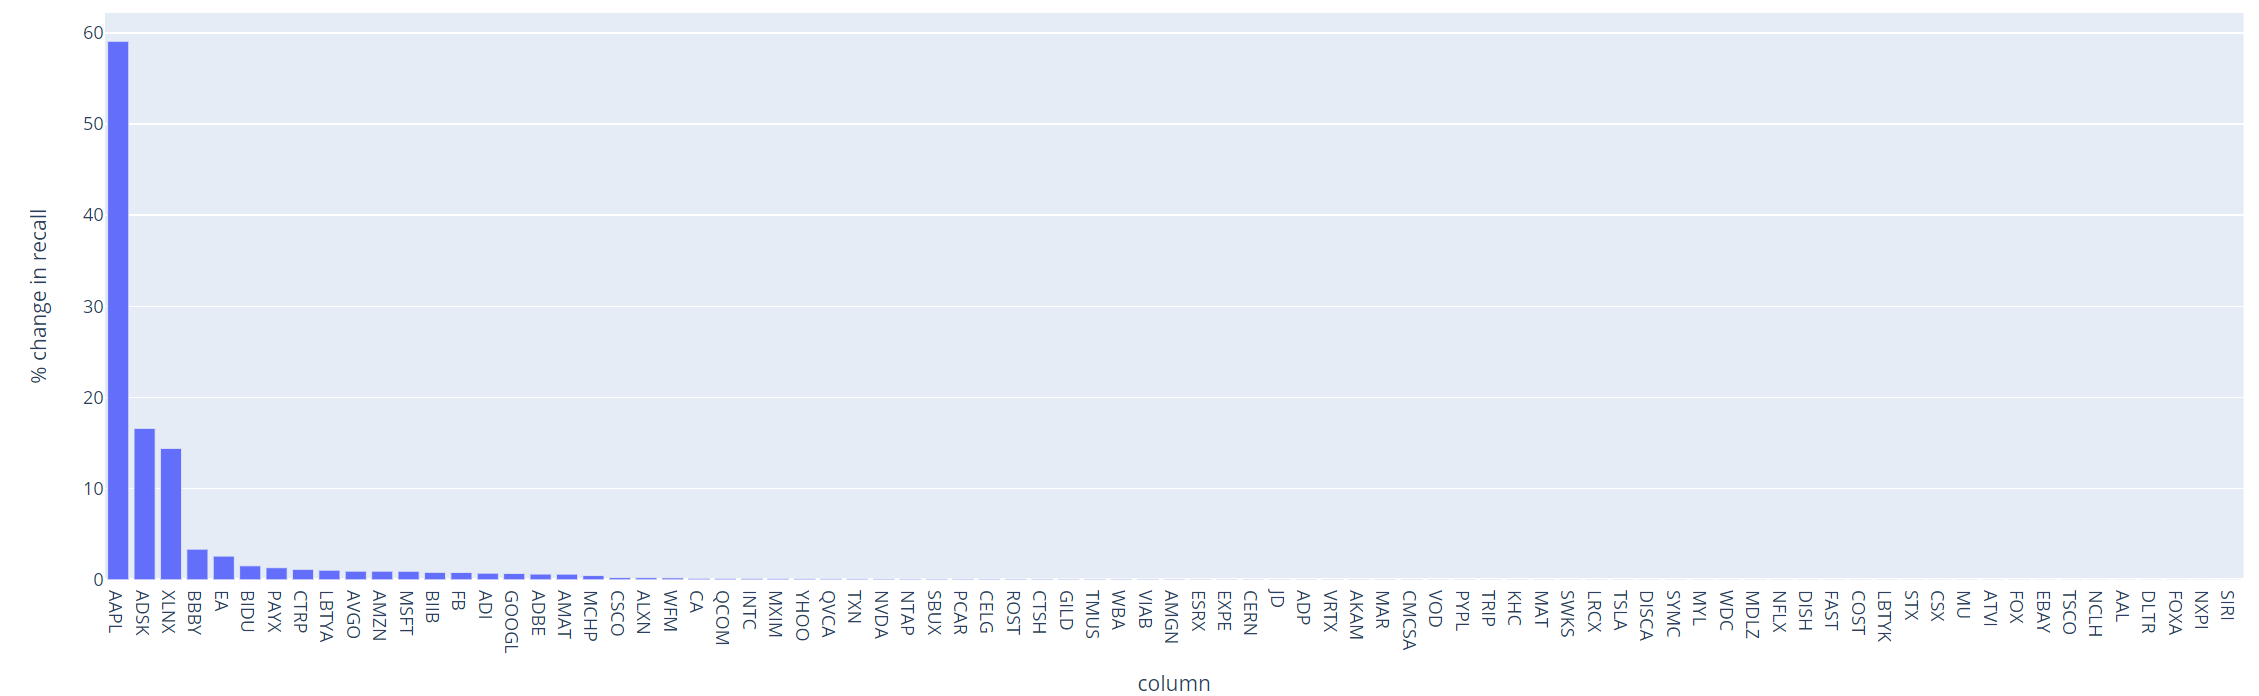 % change in recall
60
50
40
30
20
10
0
AAPL
ADSK
XLNX
BBBY
EA
BIDU
PAYX
CTRP
LBTYA
AVGO
AMZN
MSFT
BIIB
FB
ADI
GOOGL
ADBE
AMAT
MCHP
CSCO
ALXN
WFM
CA
QCOM
INTC
MXIM
YHOO
QVCA
TXN
NVDA
NTAP
SBUX
PCAR
CELG
ROST
CTSH
GILD
TMUS
WBA
VIAB
AMGN
ESRX
EXPE
CERN
JD
ADP
VRTX
AKAM
MAR
CMCSA
VOD
PYPL
TRIP
KHC
MAT
SWKS
LRCX
TSLA
DISCA
SYMC
MYL
WDC
MDLZ
NFLX
DISH
FAST
COST
LBTYK
STX
CSX
MU
ATVI
FOX
EBAY
TSCO
NCLH
AAL
DLTR
FOXA
NXPI
SIRI
column